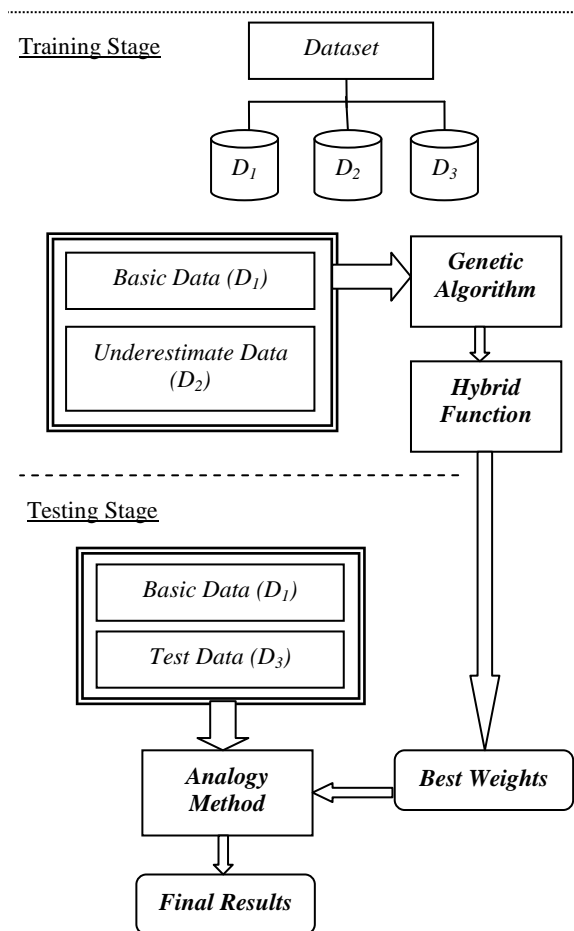 Training Stage
Dataset
D1
D2
D3
Basic Data (D1)
Genetic
Algorithm
Underestimate Data
(D2)
Hybrid
Function
Testing Stage
Basic Data (D1)
Test Data (D3)
Analogy
Method
Best Weights
Final Results